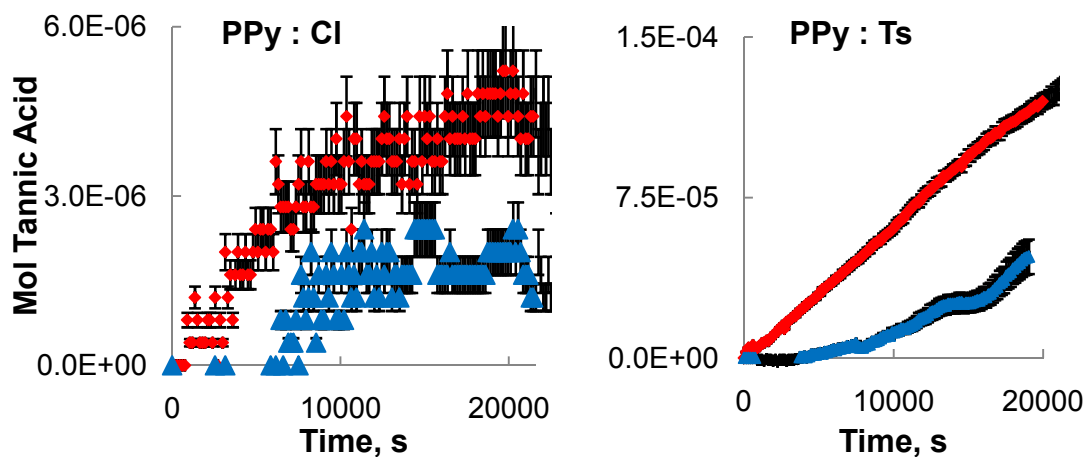 6.0E-06
PPy : Cl
Mol Tannic Acid
3.0E-06
0.0E+00
0
10000
20000
Time, s
1.5E-04
PPy : Ts
7.5E-05
0.0E+00
0
10000
20000
Time, s